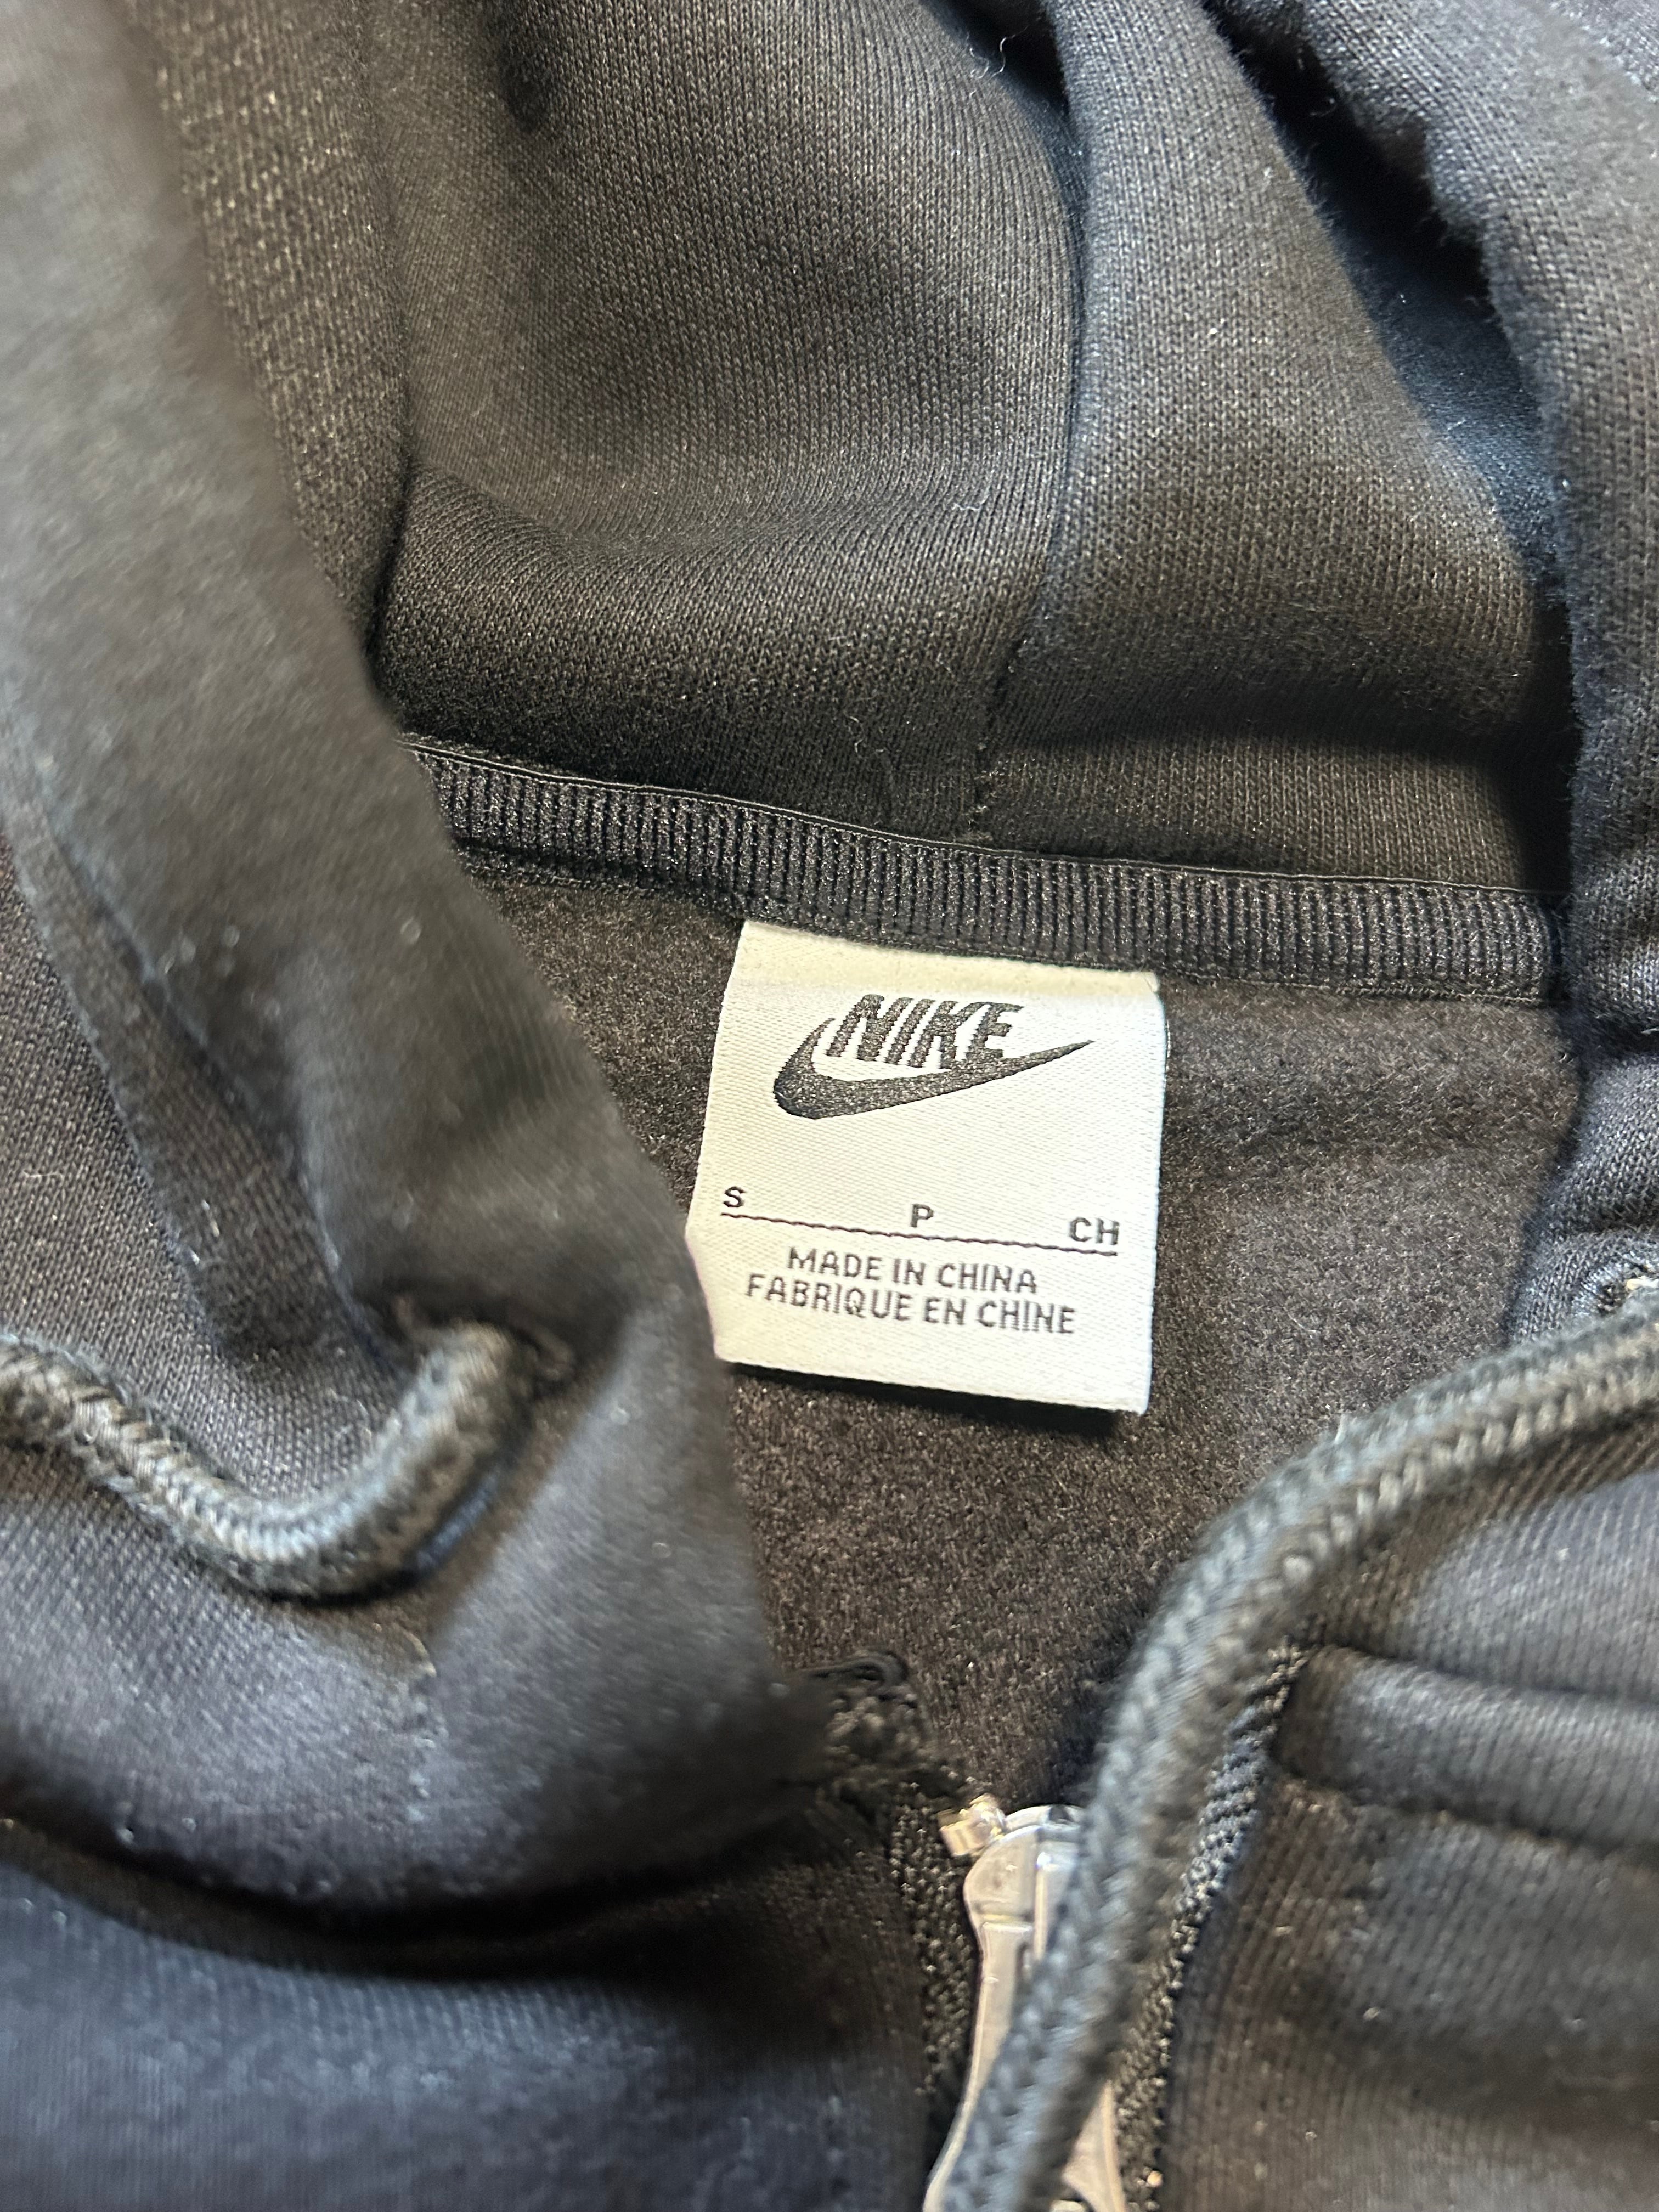 NIKE
S P CH
MADE IN CHINA
FABRIQUE EN CHINE